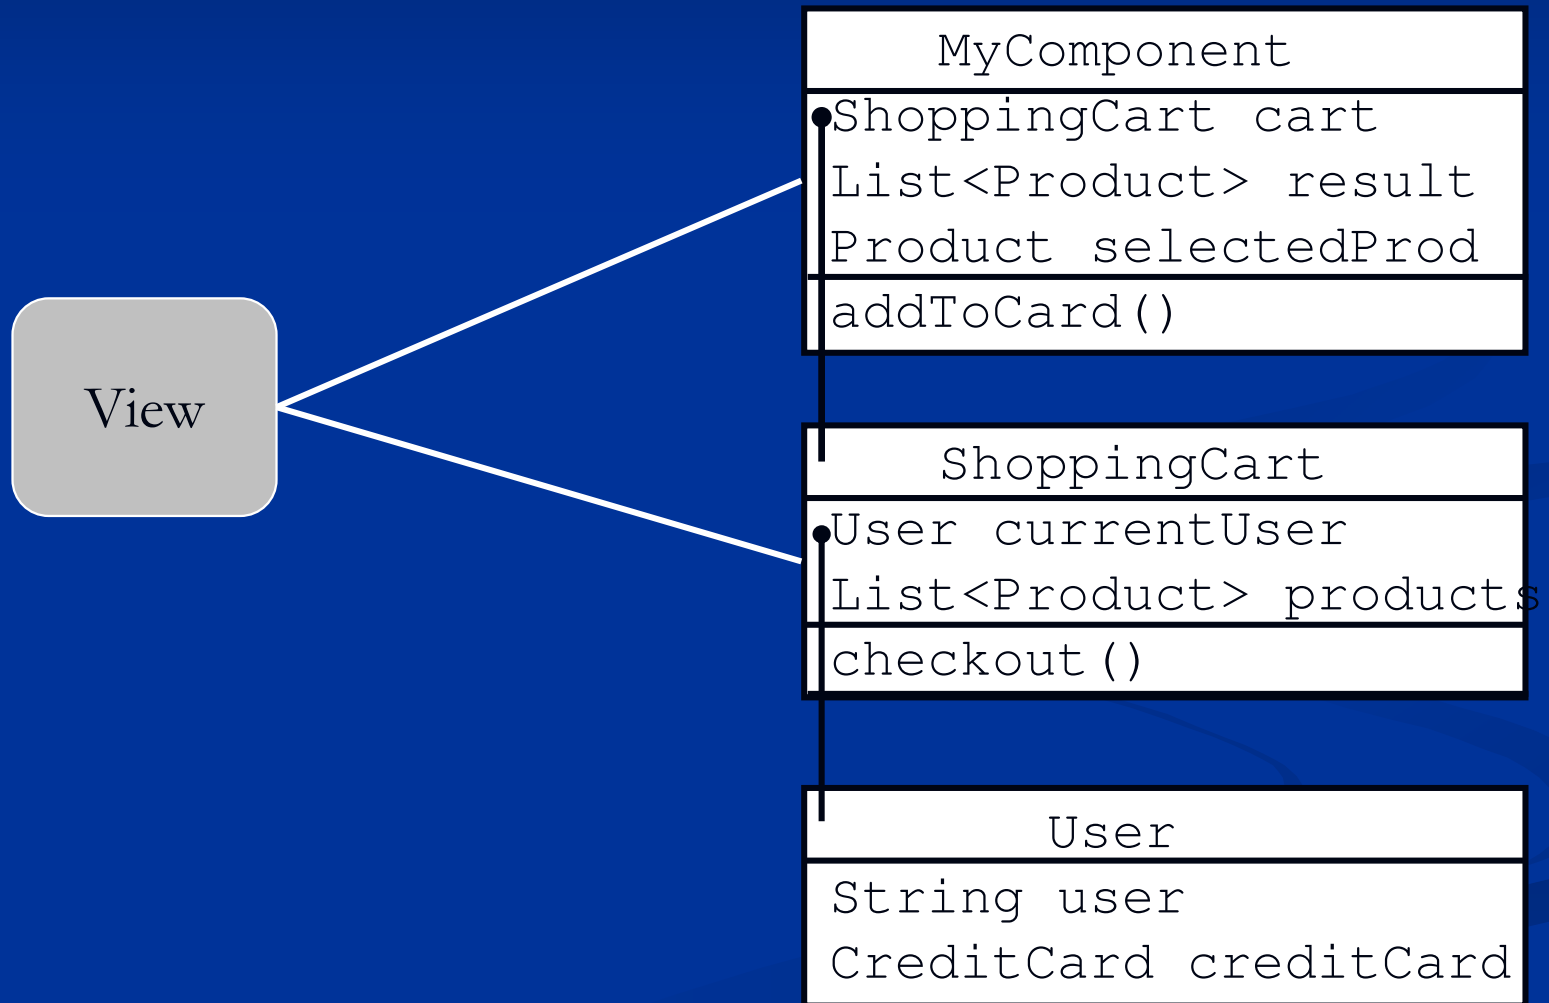 MyComponent
ShoppingCart cart
List<Product> result
Product selectedProd
addToCard()
View
ShoppingCart
User currentUser
List<Product> products
checkout()
User
String user
CreditCard creditCard